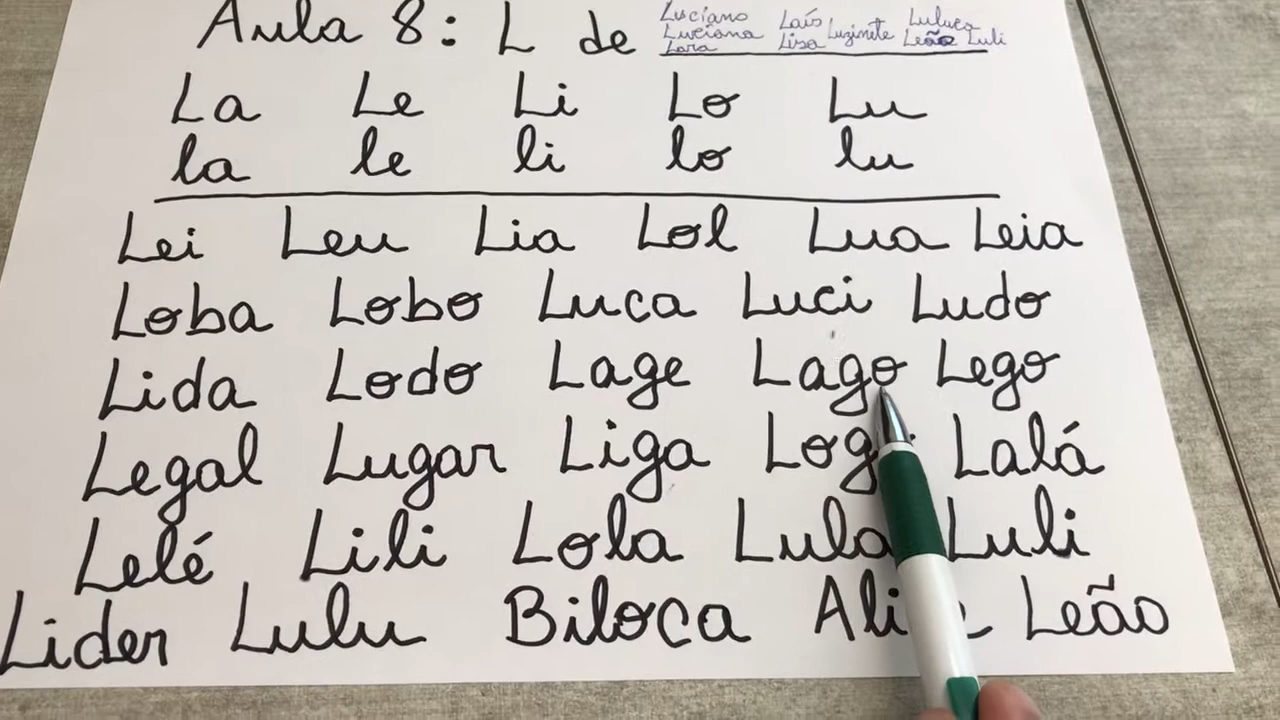 Aula 8: L de
Luciano Laís Luzinete Luluca
Luciana Lisa Leão Luli
Lara
La Le Li Lo Lu
la le li lo lu
Lei Leu Lia Lol Lua Leia
Loba Lobo Luca Luci Ludo
Lida Lodo Lage Lago Lego
Legal Lugar Liga Lalá
Lelé Lili Lola Lula Luli
Lider Lulu Biloca Leão